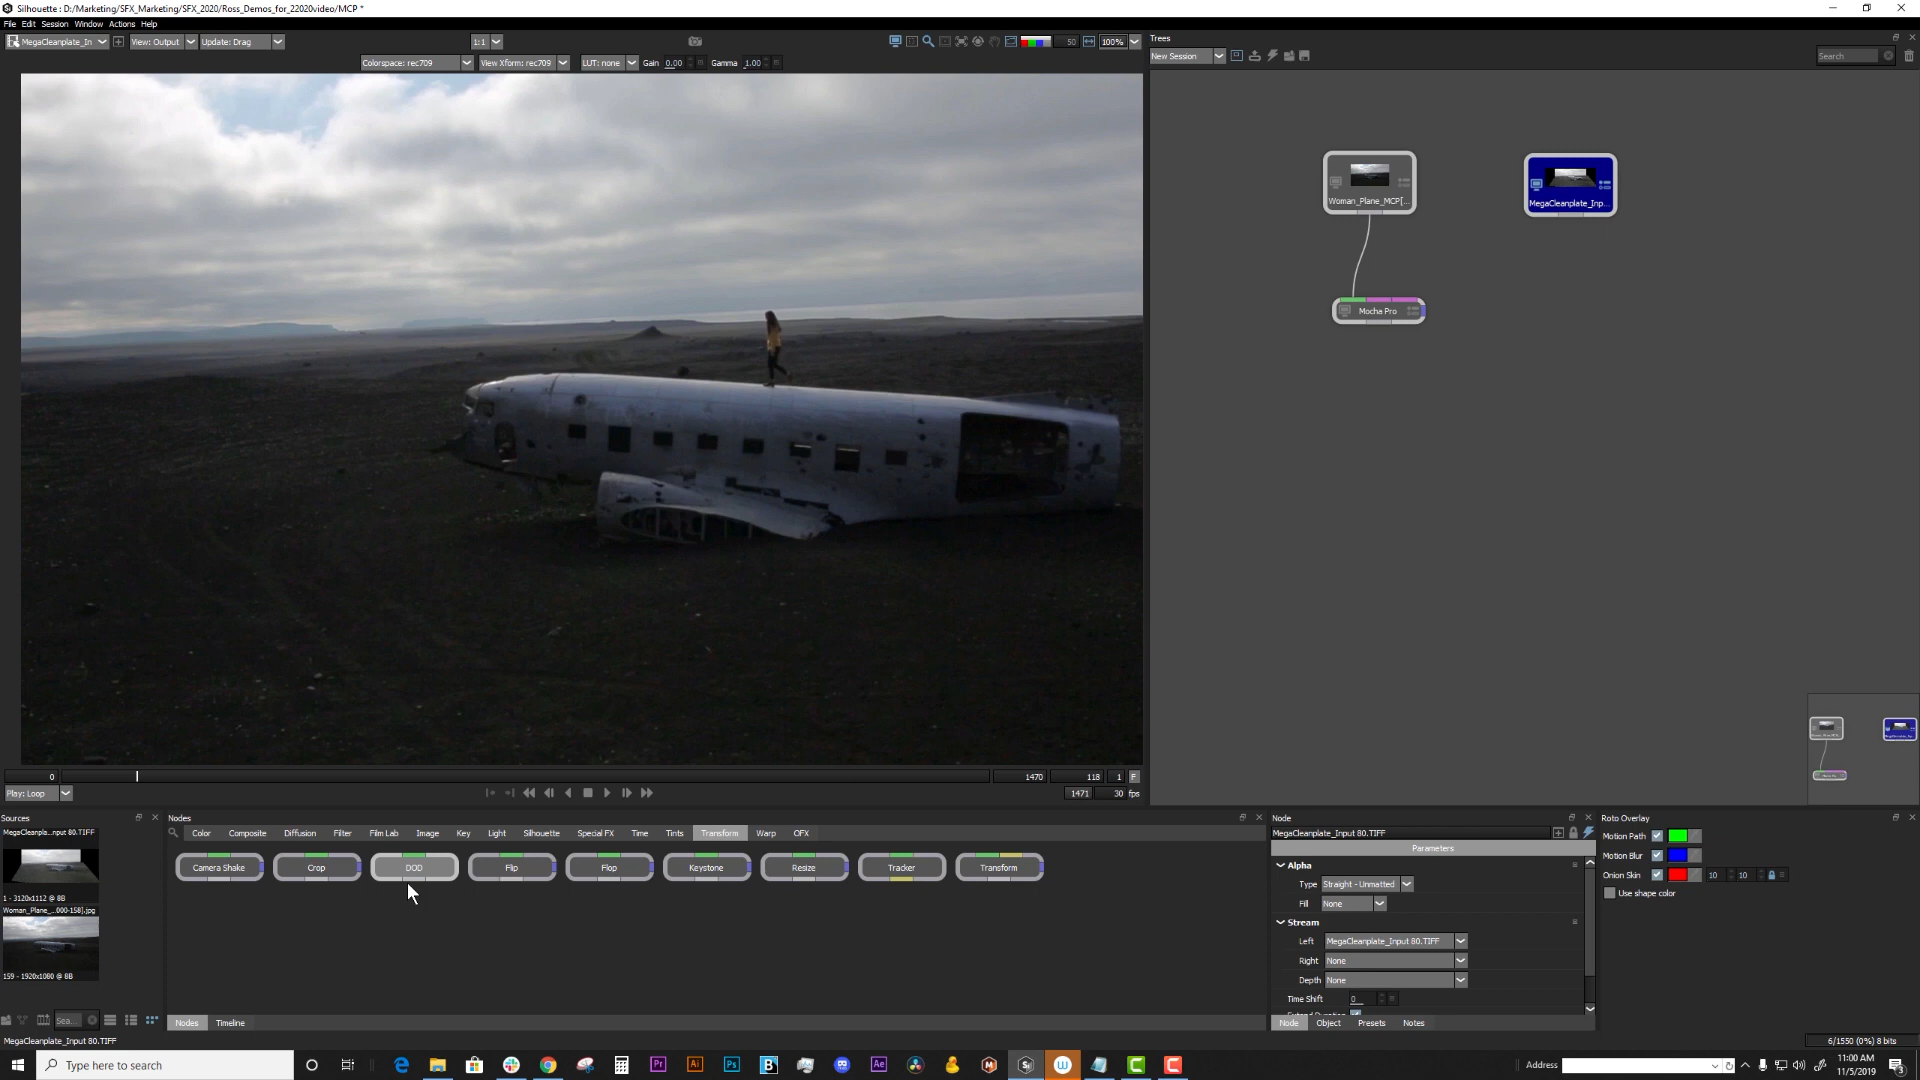 Silhouette : D:/Marketing/SFX_Marketing/SFX_2020/Ross_Demos_for_22020video/MCP *
File Edit Session Window Actions Help
MegaCleanplate_In View: Output Update: Drag 1:1 50 100%
Colorspace: rec709 View Xform: rec709 LUT: none Gain 0.00 Gamma 1.00
Trees
New Session Search
Woman_Plane_MCP[... MegaCleanplate_Inp...
Mocha Pro
0 1470 118 1 F
Play: Loop 1471 30 fps
Sources
MegaCleanpla...nput 80.TIFF
1 - 3120x1112 @ 8B
Woman_Plane_...000-158].jpg
159 - 1920x1080 @ 8B
Sea...
Nodes
Color Composite Diffusion Filter Film Lab Image Key Light Silhouette Special FX Time Tints Transform Warp OFX
Camera Shake Crop DOD Flip Flop Keystone Resize Tracker Transform
Nodes Timeline
Node
MegaCleanplate_Input 80.TIFF
Parameters
Alpha
Type Straight - Unmatted
Fill None
Stream
Left MegaCleanplate_Input 80.TIFF
Right None
Depth None
Time Shift 0
Node Object Presets Notes
Roto Overlay
Motion Path
Motion Blur
Onion Skin 10 10
Use shape color
MegaCleanplate_Input 80.TIFF
6/1550 (0%) 8 bits
Type here to search
Address
11:00 AM
11/5/2019